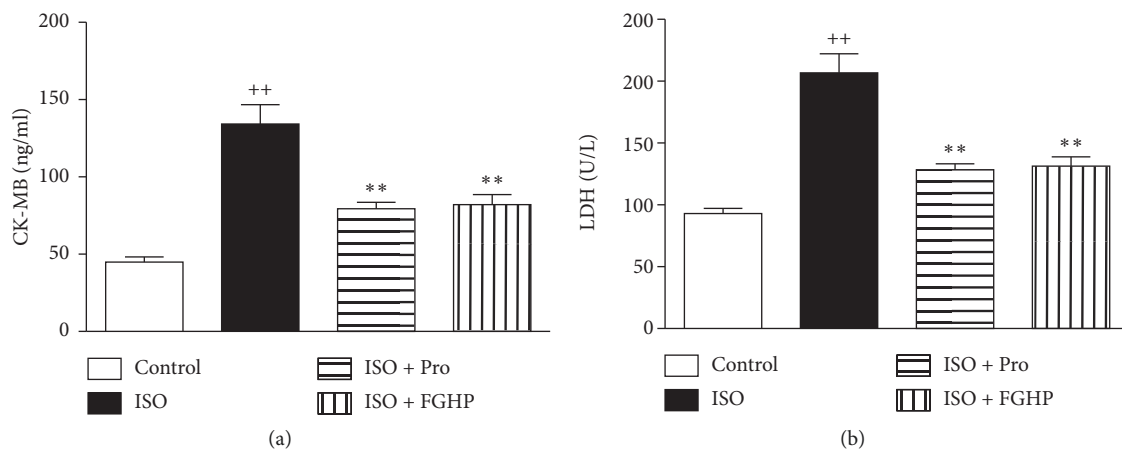 200
150
100
50
0
CK-MB (ng/ml)
++
**
**
Control
ISO
ISO + Pro
ISO + FGHP
(a)
200
200
150
100
50
0
LDH (U/L)
++
**
**
Control
ISO
ISO + Pro
ISO + FGHP
(b)